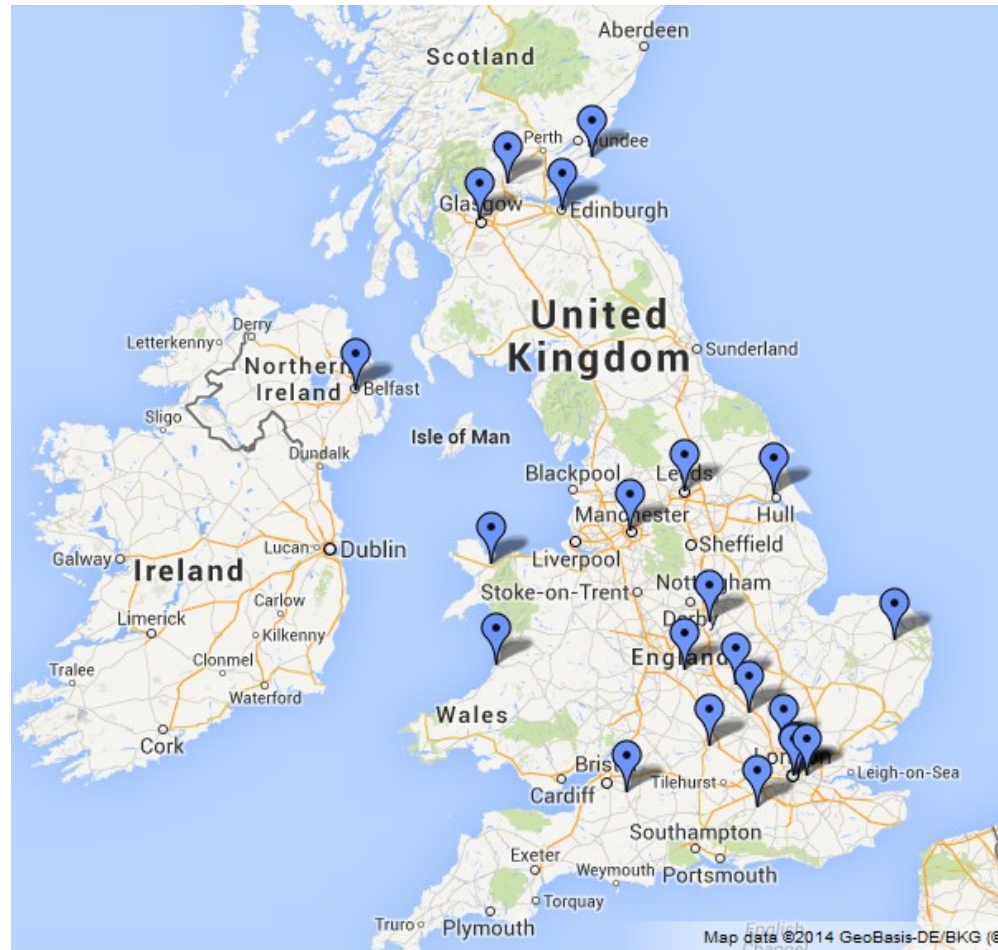 Aberdeen
Scotland
Perth
Dundee
Glasgow
Edinburgh
United
Kingdom
Sunderland
Derry
Letterkenny
Northern
Ireland
Belfast
Sligo
Isle of Man
Dundalk
Blackpool
Leeds
Manchester
Hull
Galway
Lucan
Dublin
Liverpool
Sheffield
Ireland
Stoke-on-Trent
Nottingham
Carlow
Limerick
Derby
Kilkenny
England
Clonmel
Tralee
Waterford
Wales
Cork
London
Bristol
Tilehurst
Leigh-on-Sea
Cardiff
Southampton
Exeter
Weymouth
Portsmouth
Torquay
Truro
Plymouth
English
Channel
Map data ©2014 GeoBasis-DE/BKG (©